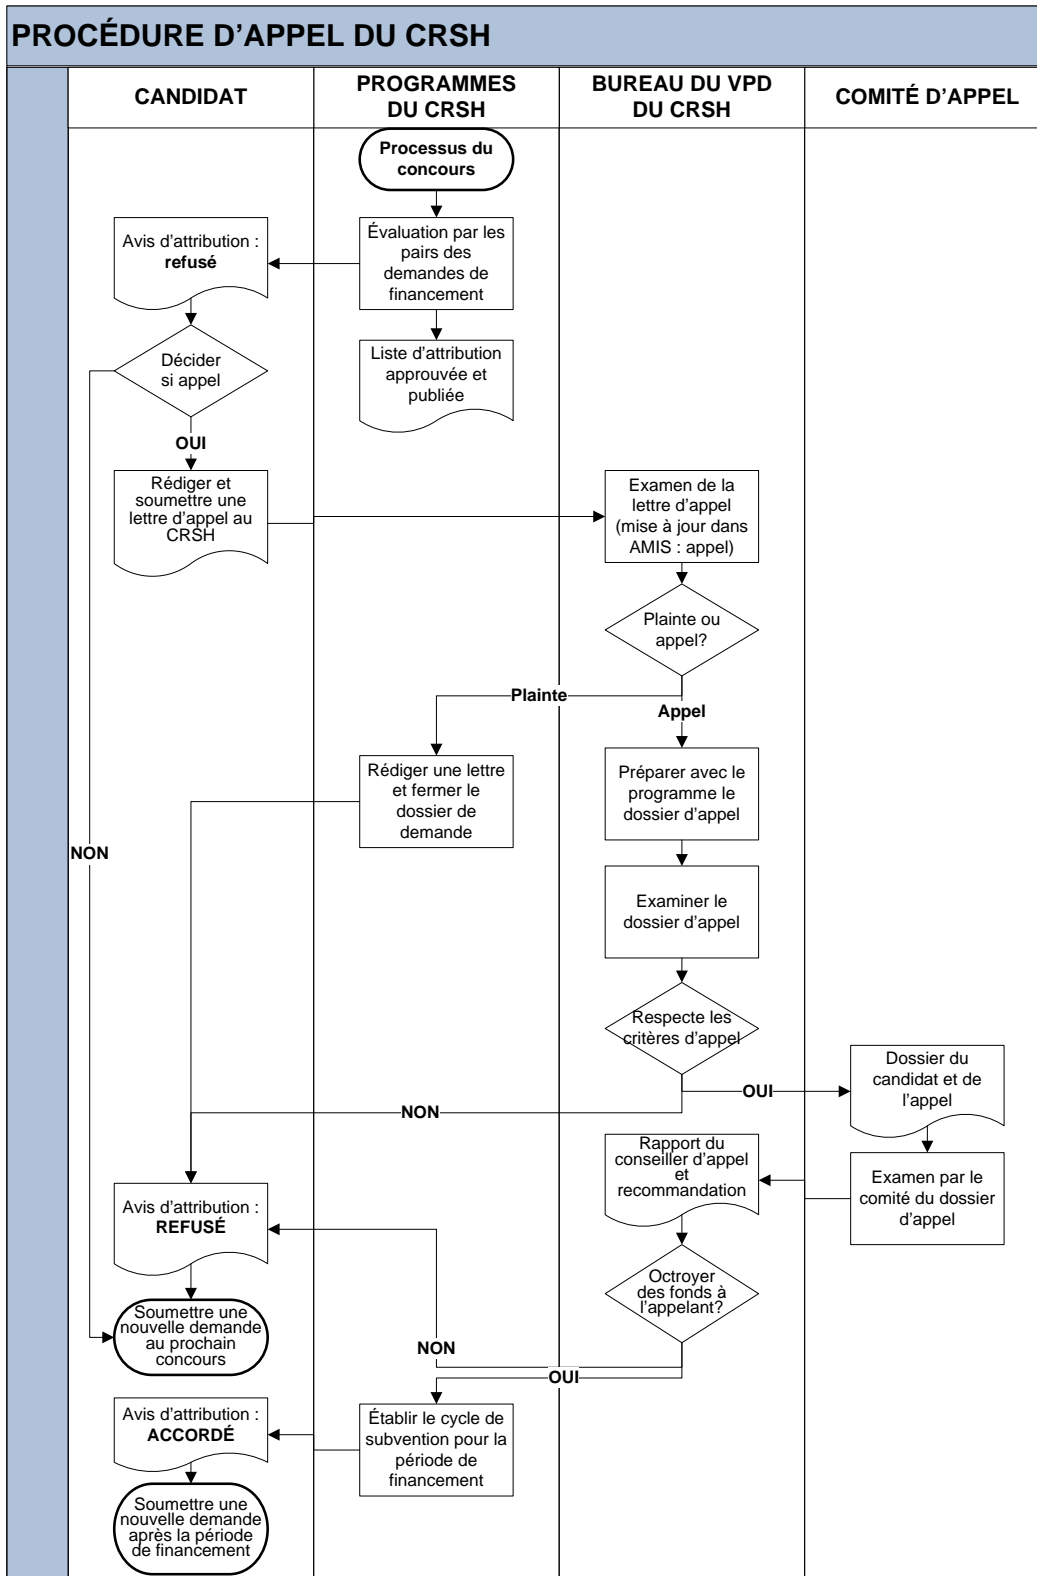 PROCÉDURE D’APPEL DU CRSH
CANDIDAT
PROGRAMMES
DU CRSH
BUREAU DU VPD
DU CRSH
COMITÉ D’APPEL
Processus du
concours
Évaluation par les
pairs des
demandes de
financement
Avis d’attribution :
refusé
Liste d’attribution
approuvée et
publiée
Décider
si appel
OUI
Rédiger et
soumettre une
lettre d’appel au
CRSH
Examen de la
lettre d’appel
(mise à jour dans
AMIS : appel)
Plainte ou
appel?
Plainte
Appel
Rédiger une lettre
et fermer le
dossier de
demande
Préparer avec le
programme le
dossier d’appel
NON
Examiner le
dossier d’appel
Respecte les
critères d’appel
OUI
NON
Dossier du
candidat et de
l’appel
Rapport du
conseiller d’appel
et
recommandation
Examen par le
comité du dossier
d’appel
Avis d’attribution :
REFUSÉ
Octroyer
des fonds à
l’appelant?
Soumettre une
nouvelle demande
au prochain
concours
NON
OUI
Avis d’attribution :
ACCORDÉ
Établir le cycle de
subvention pour la
période de
financement
Soumettre une
nouvelle demande
après la période
de financement